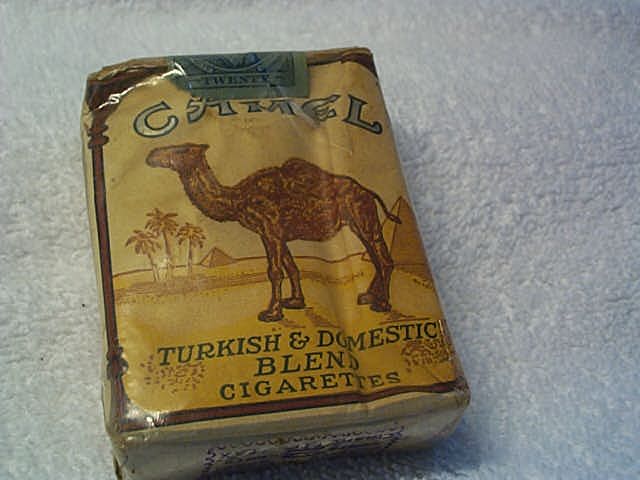 TWENTY
CAMEL
TURKISH & DOMESTIC
BLEND
CIGARETTES